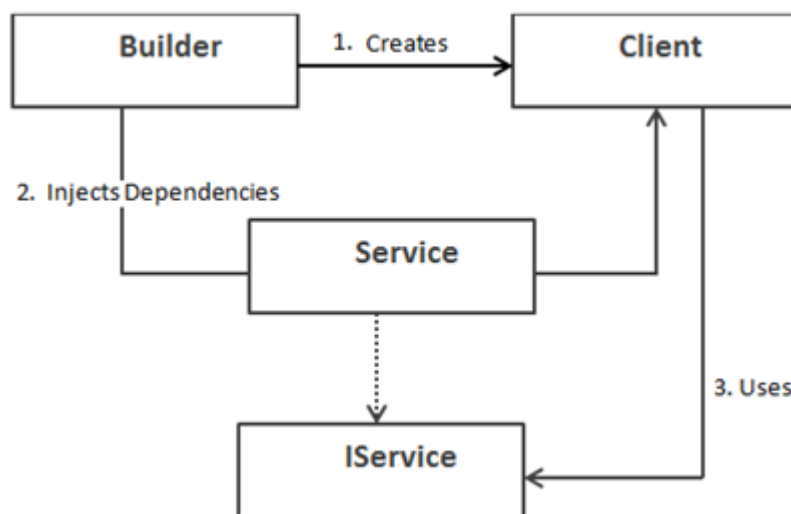 Builder
1. Creates
Client
2. Injects Dependencies
Service
3. Uses
IService